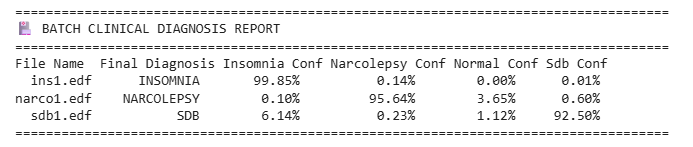 ==========================================================================================
💾 BATCH CLINICAL DIAGNOSIS REPORT
==========================================================================================
File Name  Final Diagnosis Insomnia Conf Narcolepsy Conf Normal Conf Sdb Conf
  ins1.edf        INSOMNIA        99.85%           0.14%       0.00%    0.01%
narco1.edf      NARCOLEPSY         0.10%          95.64%       3.65%    0.60%
  sdb1.edf             SDB         6.14%           0.23%       1.12%   92.50%
==========================================================================================